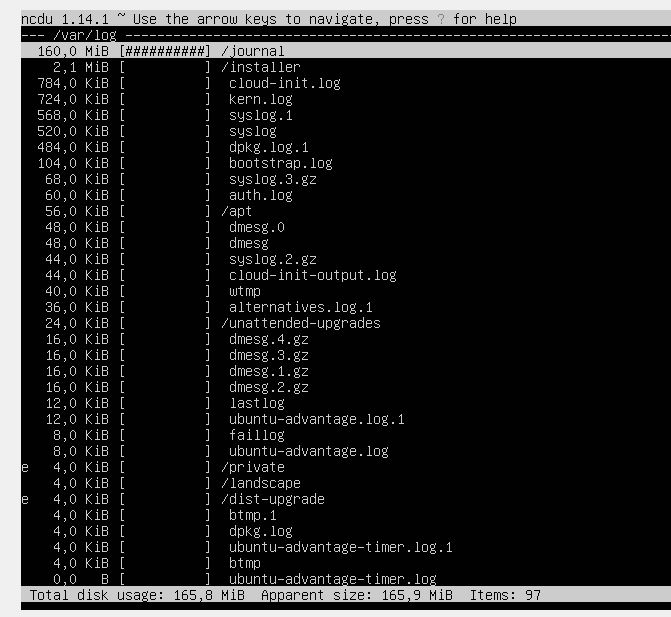 ncdu 1.14.1 ~ Use the arrow keys to navigate, press ? for help
--- /var/log ----------------------------------------------------------------------
160,0 MiB [##########] /journal
2,1 MiB [          ] /installer
784,0 KiB [          ]  cloud-init.log
724,0 KiB [          ]  kern.log
568,0 KiB [          ]  syslog.1
520,0 KiB [          ]  syslog
484,0 KiB [          ]  dpkg.log.1
104,0 KiB [          ]  bootstrap.log
68,0 KiB [          ]  syslog.3.gz
60,0 KiB [          ]  auth.log
56,0 KiB [          ] /apt
48,0 KiB [          ]  dmesg.0
48,0 KiB [          ]  dmesg
44,0 KiB [          ]  syslog.2.gz
44,0 KiB [          ]  cloud-init-output.log
40,0 KiB [          ]  wtmp
36,0 KiB [          ]  alternatives.log.1
24,0 KiB [          ] /unattended-upgrades
16,0 KiB [          ]  dmesg.4.gz
16,0 KiB [          ]  dmesg.3.gz
16,0 KiB [          ]  dmesg.1.gz
16,0 KiB [          ]  dmesg.2.gz
12,0 KiB [          ]  lastlog
12,0 KiB [          ]  ubuntu-advantage.log.1
8,0 KiB [          ]  faillog
8,0 KiB [          ]  ubuntu-advantage.log
e 4,0 KiB [          ] /private
4,0 KiB [          ] /landscape
e 4,0 KiB [          ] /dist-upgrade
4,0 KiB [          ]  btmp.1
4,0 KiB [          ]  dpkg.log
4,0 KiB [          ]  ubuntu-advantage-timer.log.1
4,0 KiB [          ]  btmp
0,0 B [          ]  ubuntu-advantage-timer.log
Total disk usage: 165,8 MiB  Apparent size: 165,9 MiB  Items: 97